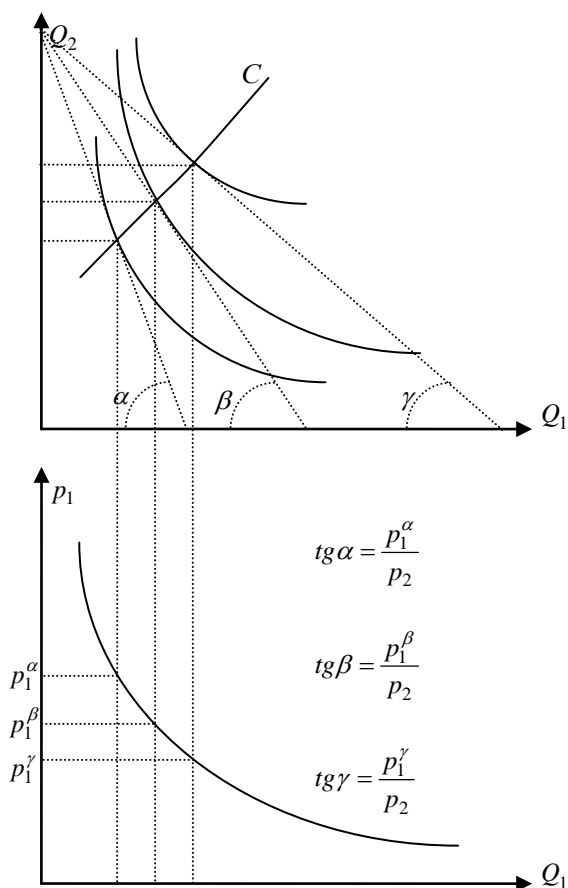 Q₂
C
α
β
γ
Q₁
p₁
tgα = p₁^α / p₂
p₁^α
tgβ = p₁^β / p₂
p₁^β
p₁^γ
tgγ = p₁^γ / p₂
Q₁